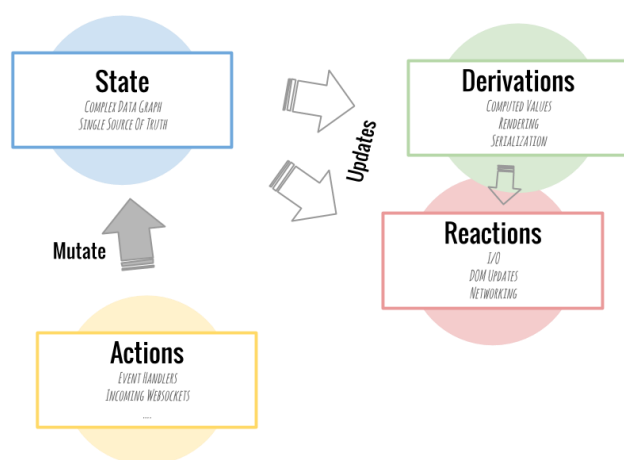 State
Complex Data Graph
Single Source Of Truth
Updates
Derivations
Computed Values
Rendering
Serialization
Reactions
I/O
DOM Updates
Networking
Mutate
Actions
Event Handlers
Incoming Websockets
....